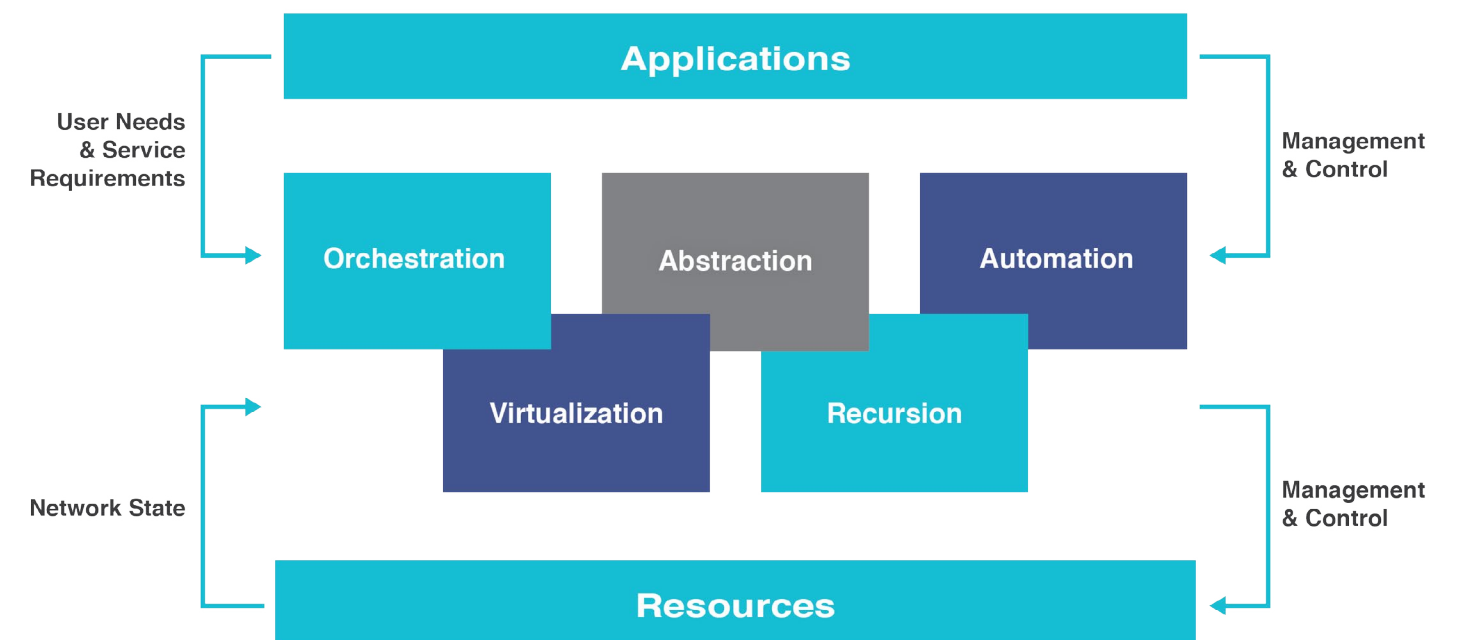 Applications
User Needs
& Service
Requirements
Management
& Control
Orchestration
Abstraction
Automation
Virtualization
Recursion
Network State
Management
& Control
Resources